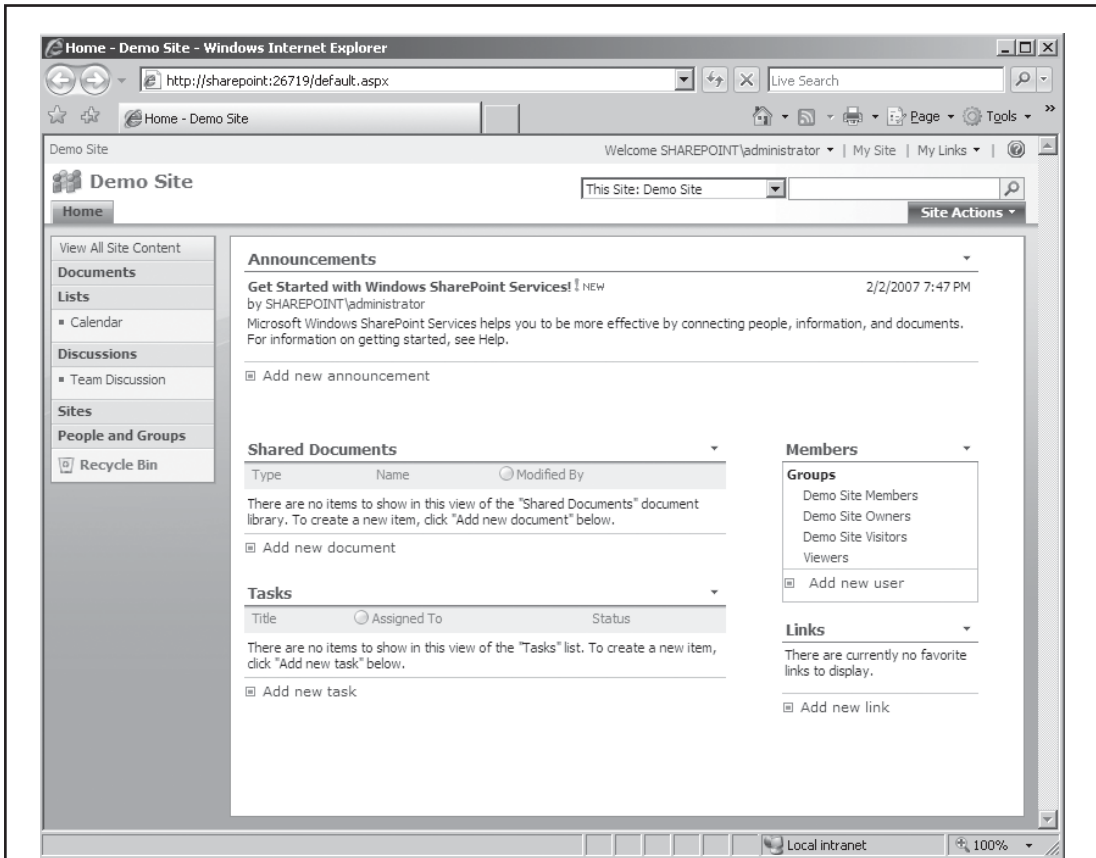 Home - Demo Site - Windows Internet Explorer
http://sharepoint:26719/default.aspx
Live Search
Home - Demo Site
Page
Tools
»
Demo Site
Welcome SHAREPOINT\administrator | My Site | My Links |
Demo Site
This Site: Demo Site
Home
Site Actions
View All Site Content
Documents
Lists
Calendar
Discussions
Team Discussion
Sites
People and Groups
Recycle Bin
Announcements
Get Started with Windows SharePoint Services! NEW
2/2/2007 7:47 PM
by SHAREPOINT\administrator
Microsoft Windows SharePoint Services helps you to be more effective by connecting people, information, and documents.
For information on getting started, see Help.
Add new announcement
Shared Documents
Type Name Modified By
There are no items to show in this view of the "Shared Documents" document
library. To create a new item, click "Add new document" below.
Add new document
Tasks
Title Assigned To Status
There are no items to show in this view of the "Tasks" list. To create a new item,
click "Add new task" below.
Add new task
Members
Groups
Demo Site Members
Demo Site Owners
Demo Site Visitors
Viewers
Add new user
Links
There are currently no favorite
links to display.
Add new link
Local intranet
100%